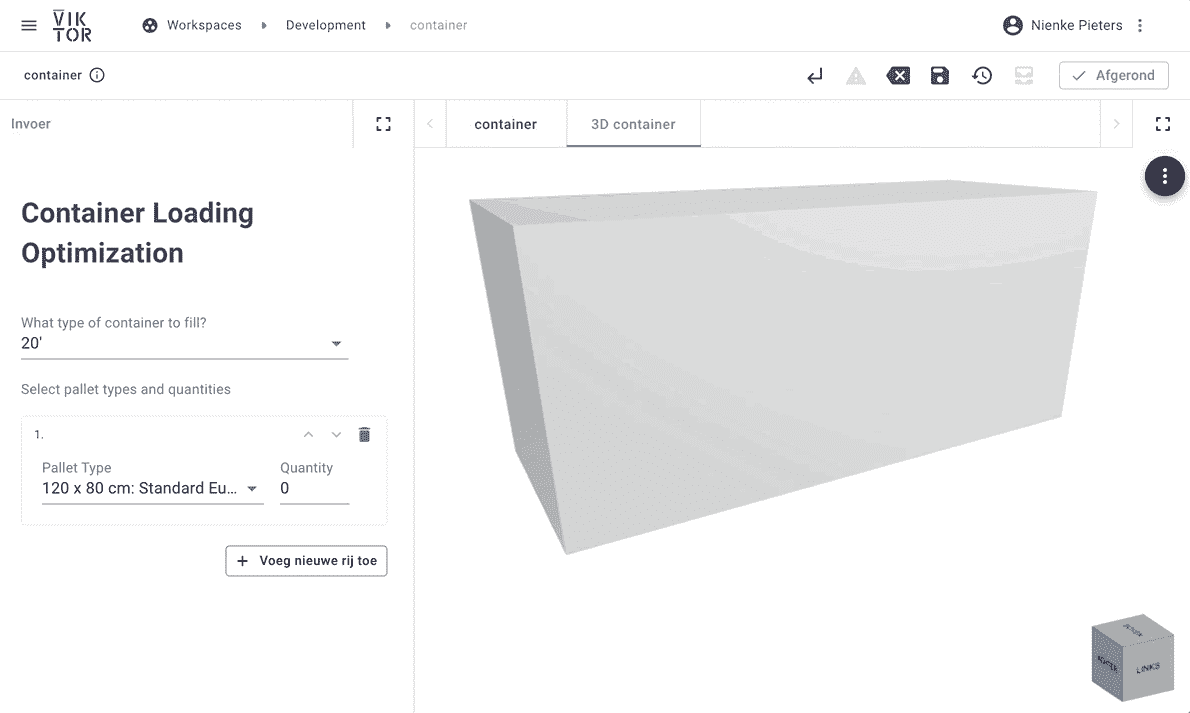 VIK
TOR
Workspaces
Development
container
Nienke Pieters
container
Afgerond
Invoer
container
3D container
Container Loading
Optimization
What type of container to fill?
20'
Select pallet types and quantities
1.
Pallet Type
Quantity
120 x 80 cm: Standard Eu...
0
+ Voeg nieuwe rij toe
BOVEN
ACHTER
LINKS